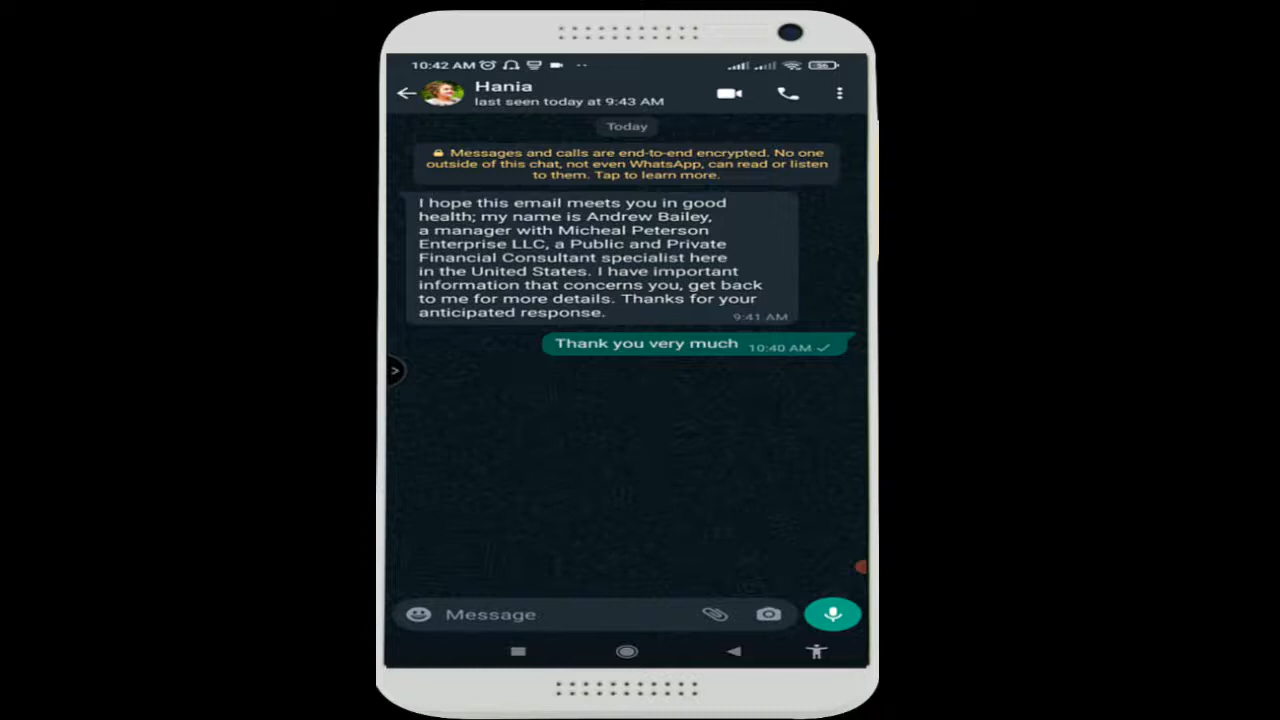 10:42 AM
56
Hania
last seen today at 9:43 AM
Today
Messages and calls are end-to-end encrypted. No one
outside of this chat, not even WhatsApp, can read or listen
to them. Tap to learn more.
I hope this email meets you in good
health; my name is Andrew Bailey,
a manager with Micheal Peterson
Enterprise LLC, a Public and Private
Financial Consultant specialist here
in the United States. I have important
information that concerns you, get back
to me for more details. Thanks for your
anticipated response.
9:41 AM
Thank you very much 10:40 AM
Message